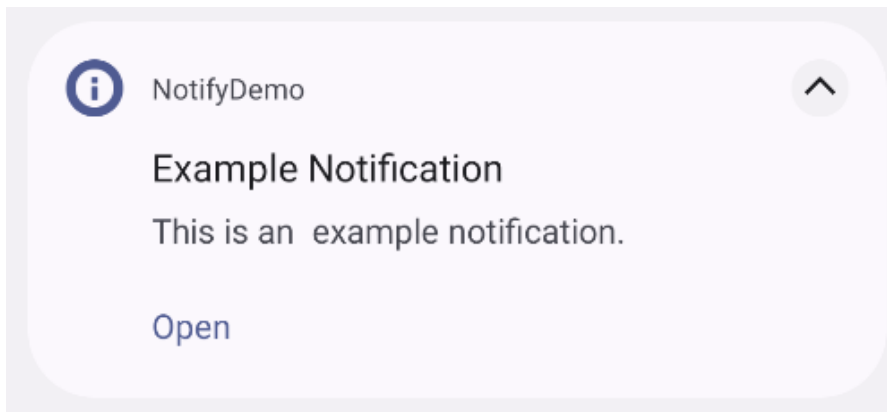 NotifyDemo
Example Notification
This is an  example notification.
Open